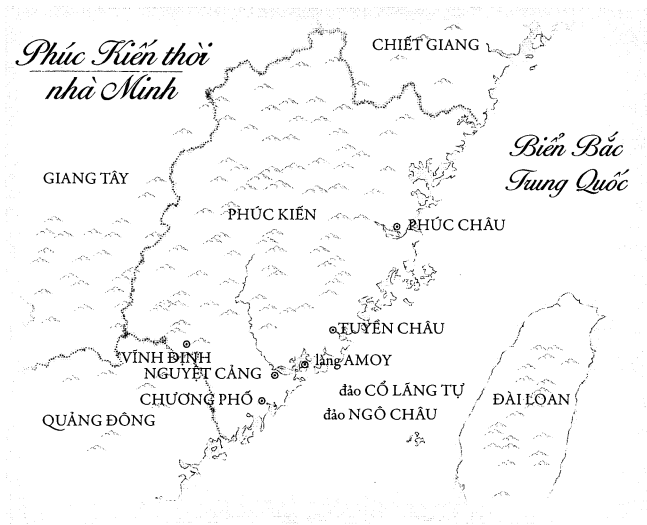 Phúc Kiến thời
nhà Minh
CHIẾT GIANG
Biển Bắc
Trung Quốc
GIANG TÂY
PHÚC KIẾN
PHÚC CHÂU
TUYỀN CHÂU
VĨNH ĐỊNH
làng AMOY
NGUYỆT CẢNG
đảo CỔ LÃNG TỰ
CHƯƠNG PHỐ
ĐÀI LOAN
đảo NGÔ CHÂU
QUẢNG ĐÔNG